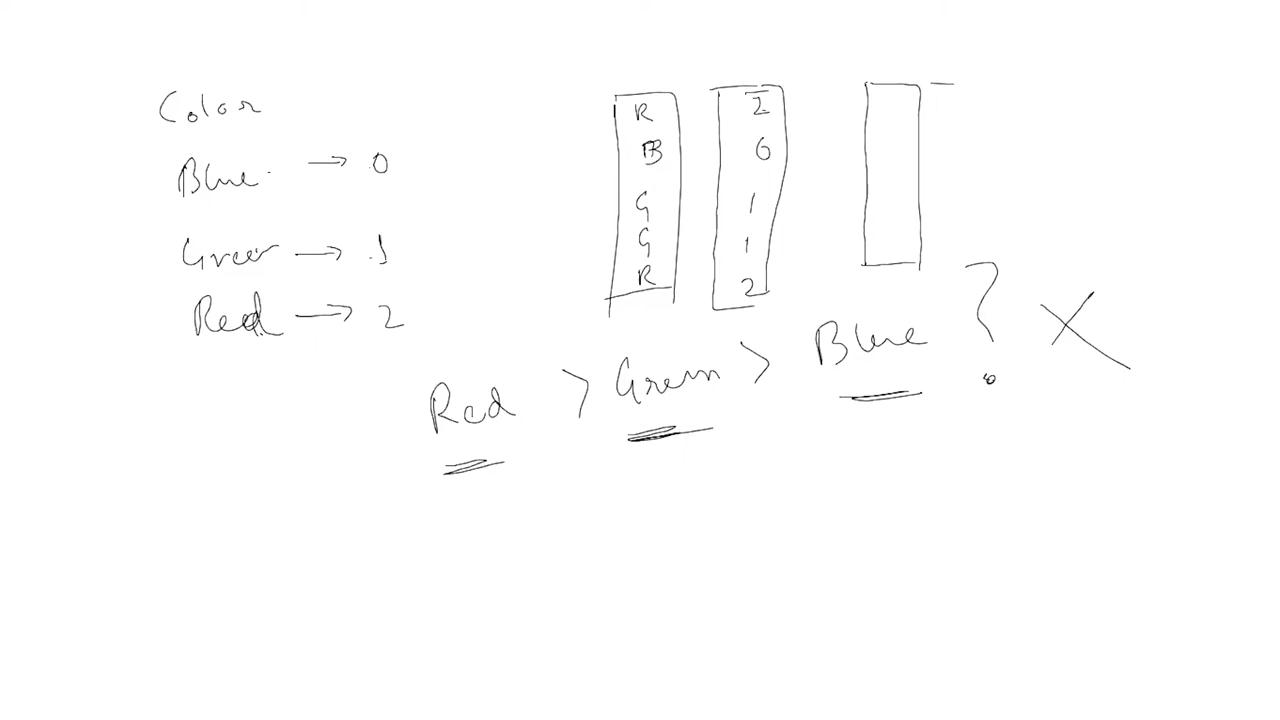 Color
Blue → 0
Green → 1
Red → 2
R 2
B 0
G 1
G 1
R 2
Red > Green > Blue ? X